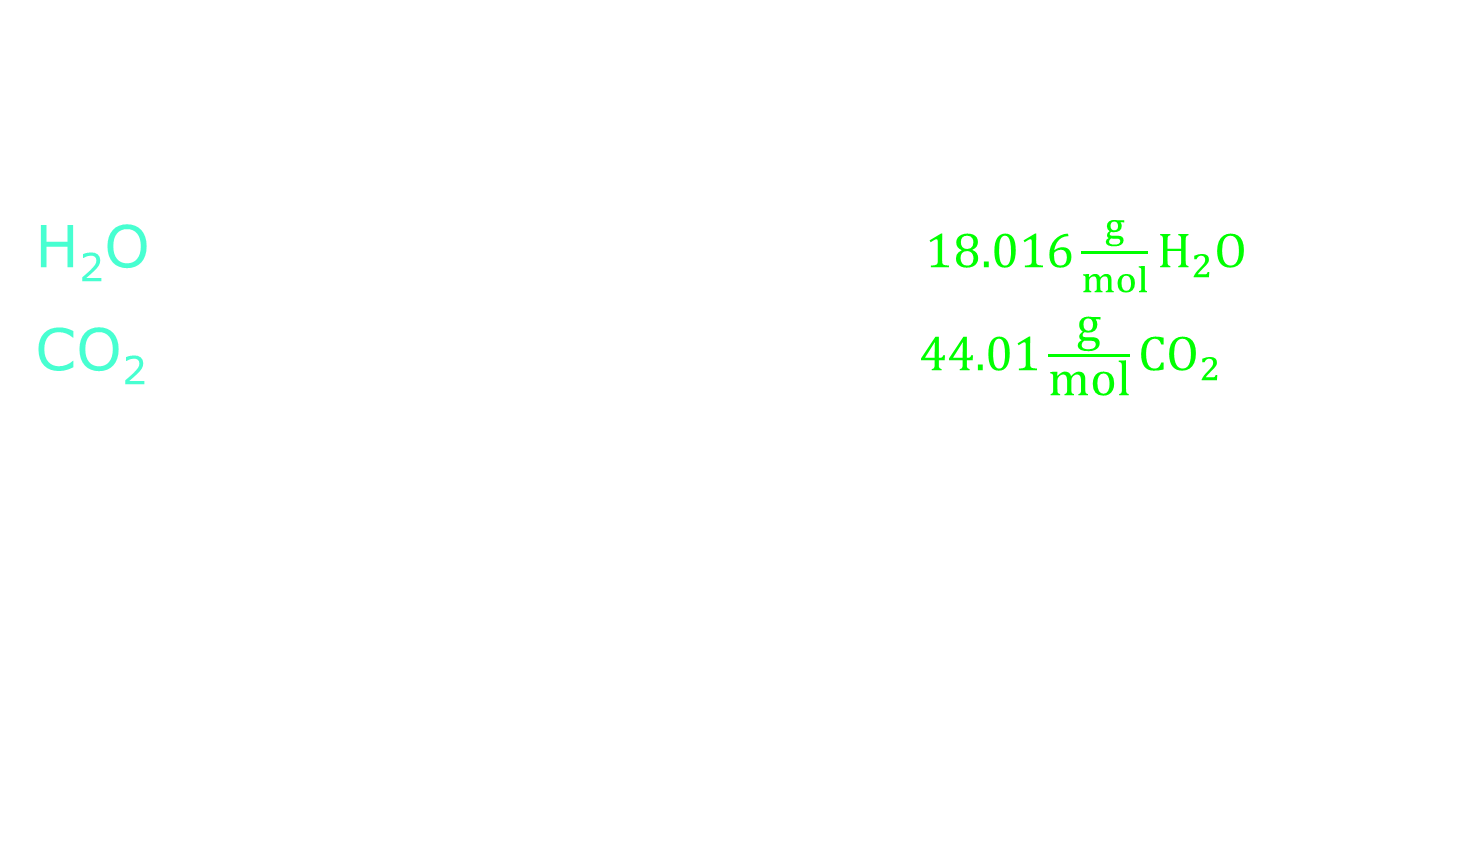 H₂O 18.016 g/mol H₂O
CO₂ 44.01 g/mol CO₂